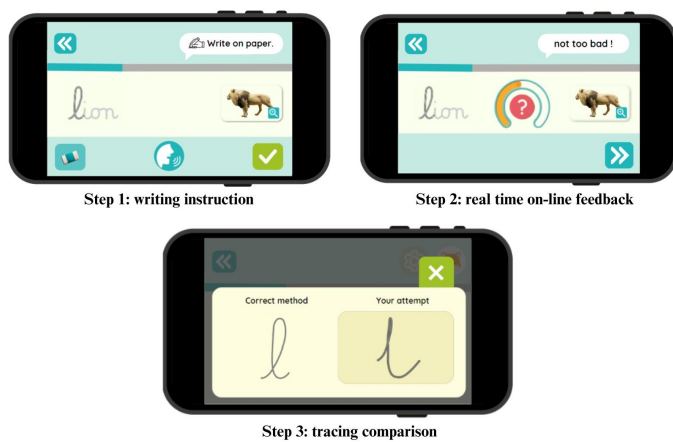 Write on paper.
lion
Step 1: writing instruction
not too bad !
lion
?
Step 2: real time on-line feedback
Correct method
Your attempt
l
l
Step 3: tracing comparison